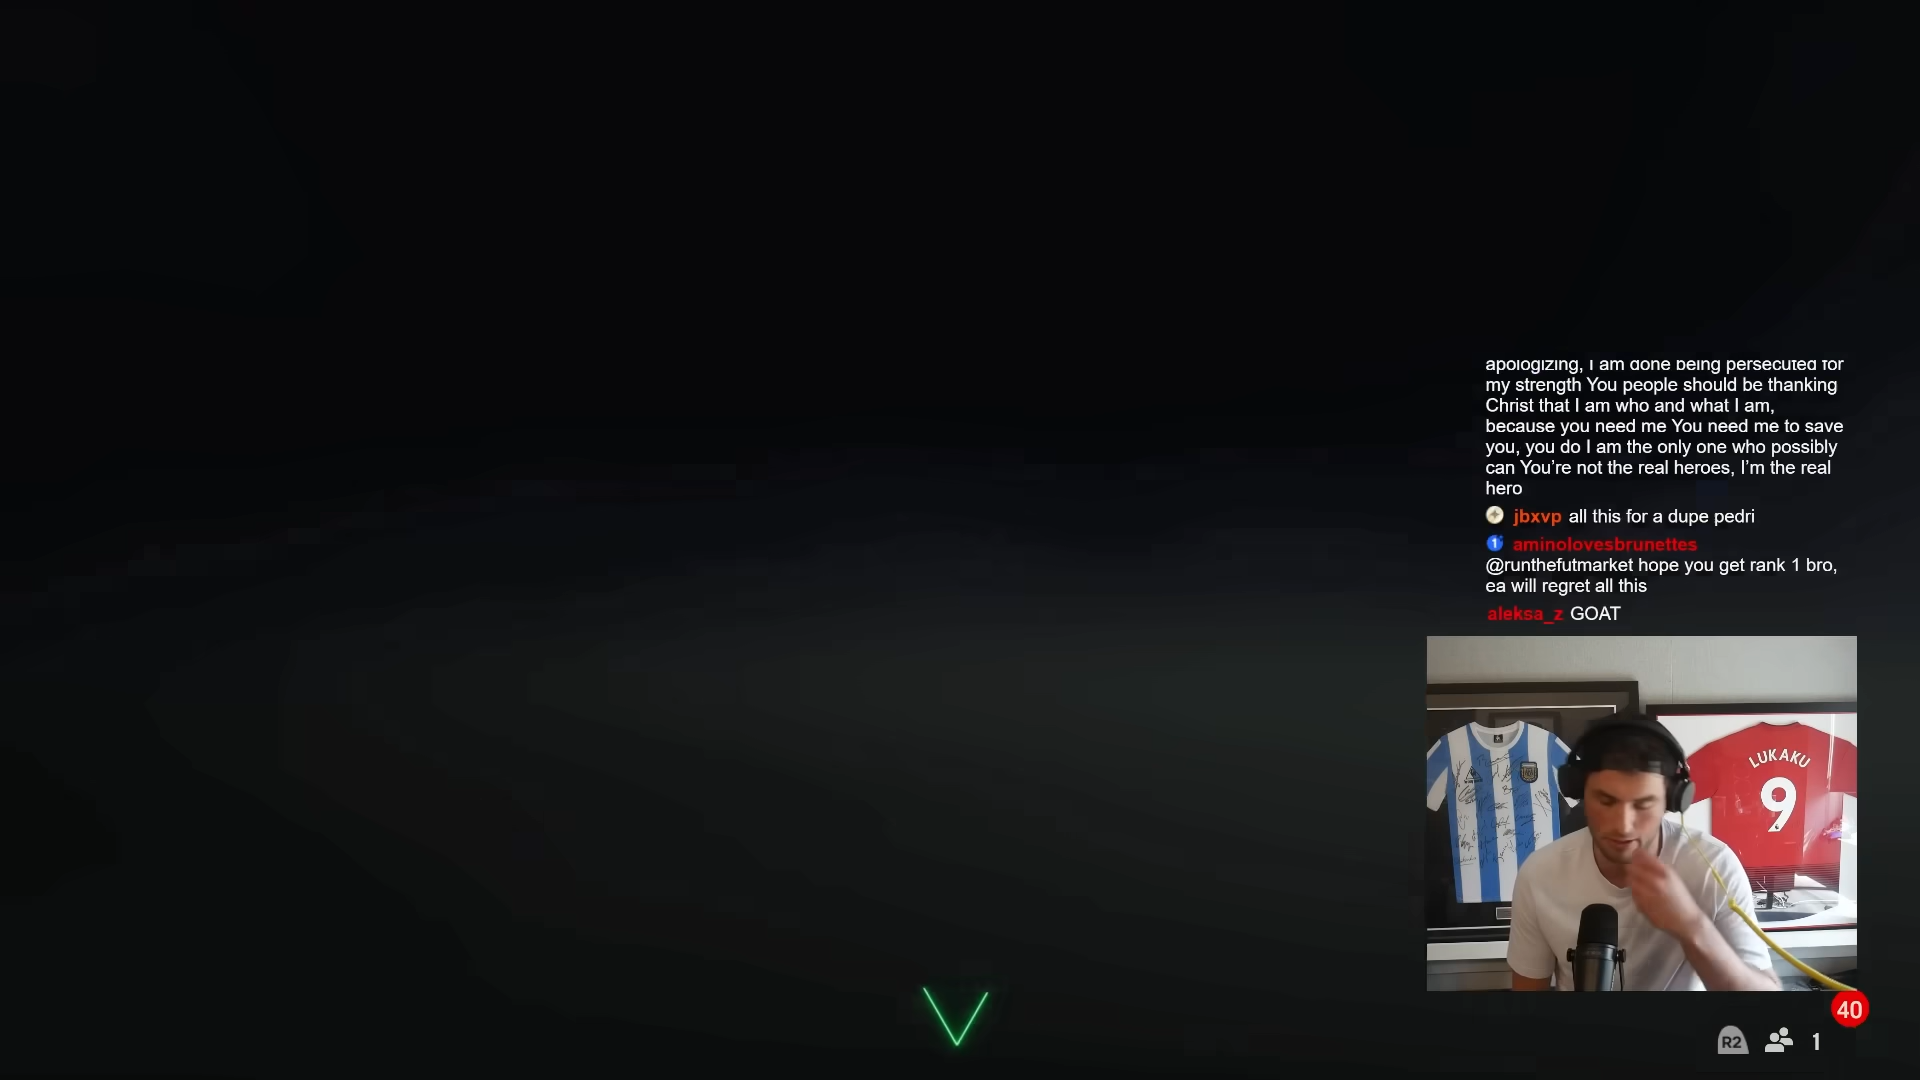 apologizing, I am done being persecuted for
my strength You people should be thanking
Christ that I am who and what I am,
because you need me You need me to save
you, you do I am the only one who possibly
can You’re not the real heroes, I’m the real
hero
jbxvp all this for a dupe pedri
1 aminolovesbrunettes
@runthefutmarket hope you get rank 1 bro,
ea will regret all this
aleksa_z GOAT
LUKAKU
9
40
R2 1